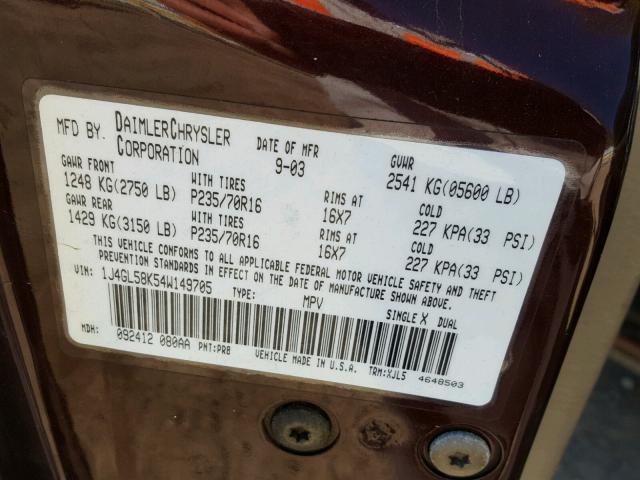 MFD BY. DAIMLERCHRYSLER CORPORATION DATE OF MFR 9-03 GVWR 2541 KG(05600 LB)
GAWR FRONT WITH TIRES RIMS AT COLD
1248 KG(2750 LB) P235/70R16 16X7 227 KPA(33 PSI)
GAWR REAR WITH TIRES RIMS AT COLD
1429 KG(3150 LB) P235/70R16 16X7 227 KPA(33 PSI)
THIS VEHICLE CONFORMS TO ALL APPLICABLE FEDERAL MOTOR VEHICLE SAFETY AND THEFT
PREVENTION STANDARDS IN EFFECT ON THE DATE OF MANUFACTURE SHOWN ABOVE.
VIN: 1J4GL58K54W149705 TYPE: MPV SINGLE X DUAL
MDH: 092412 080AA PNT:PR8 VEHICLE MADE IN U.S.A. TRM:XJL5 4648503